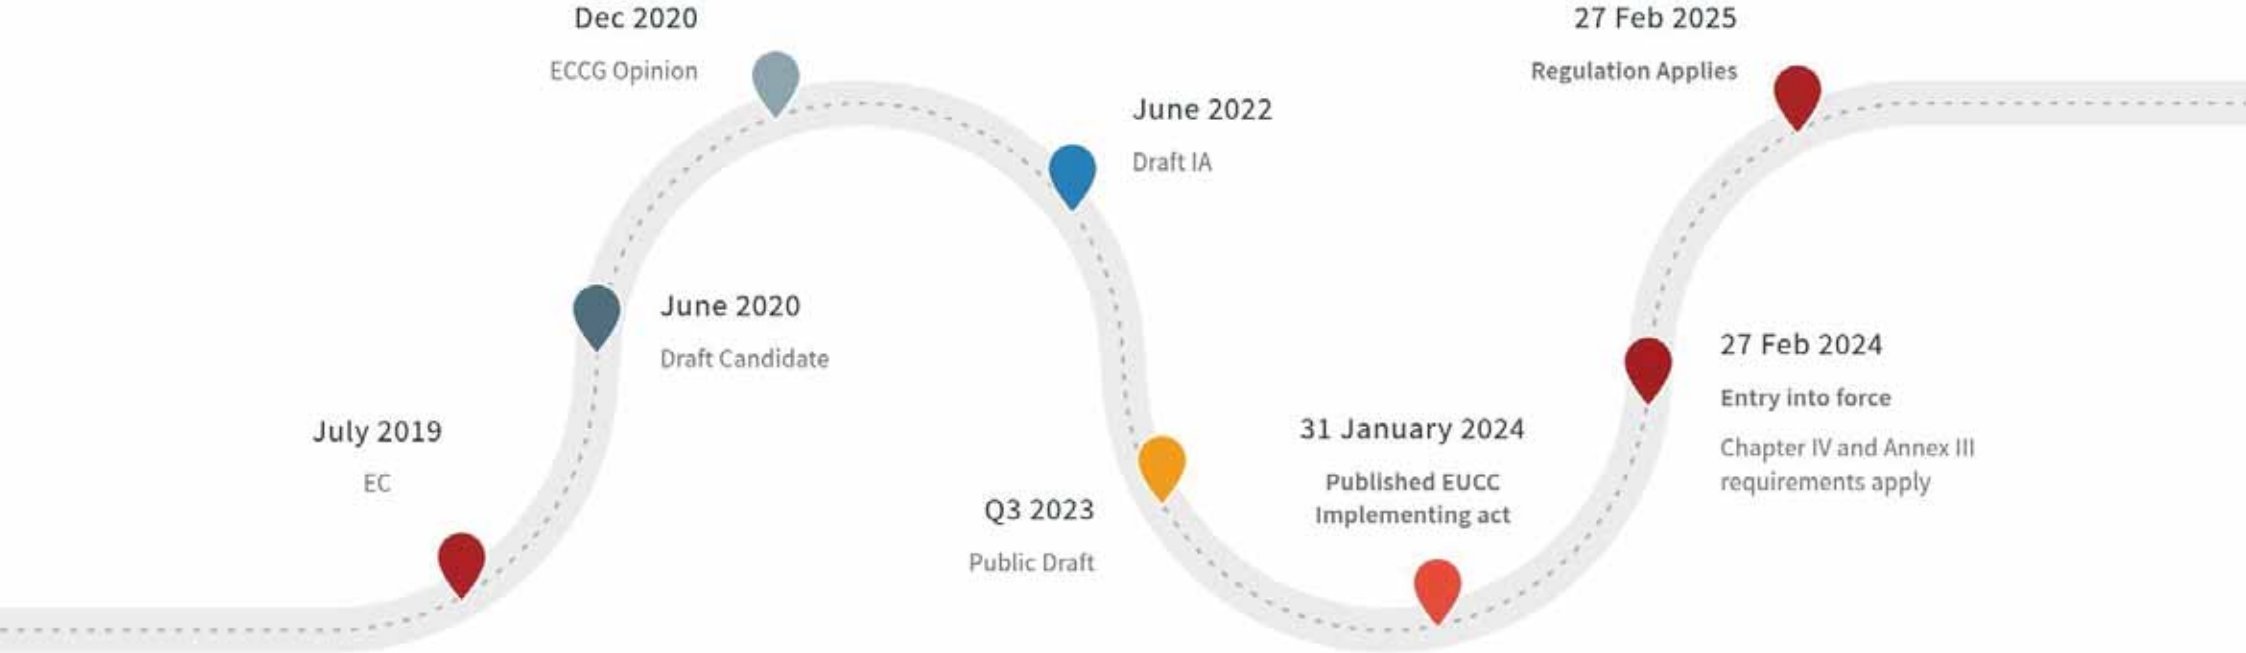 July 2019
EC
June 2020
Draft Candidate
Dec 2020
ECCG Opinion
June 2022
Draft IA
Q3 2023
Public Draft
31 January 2024
Published EUCC
Implementing act
27 Feb 2024
Entry into force
Chapter IV and Annex III
requirements apply
27 Feb 2025
Regulation Applies